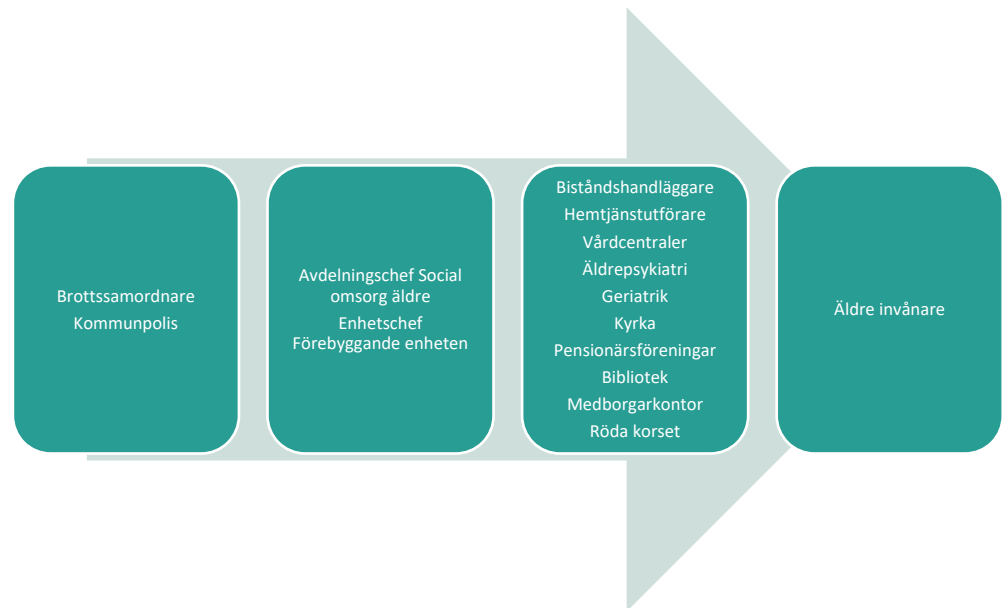 Brottssamordnare
Kommunpolis
Avdelningschef Social
omsorg äldre
Enhetschef
Förebyggande enheten
Biståndshandläggare
Hemtjänstutförare
Vårdcentraler
Äldrepsykiatri
Geriatrik
Kyrka
Pensionärsföreningar
Bibliotek
Medborgarkontor
Röda korset
Äldre invånare